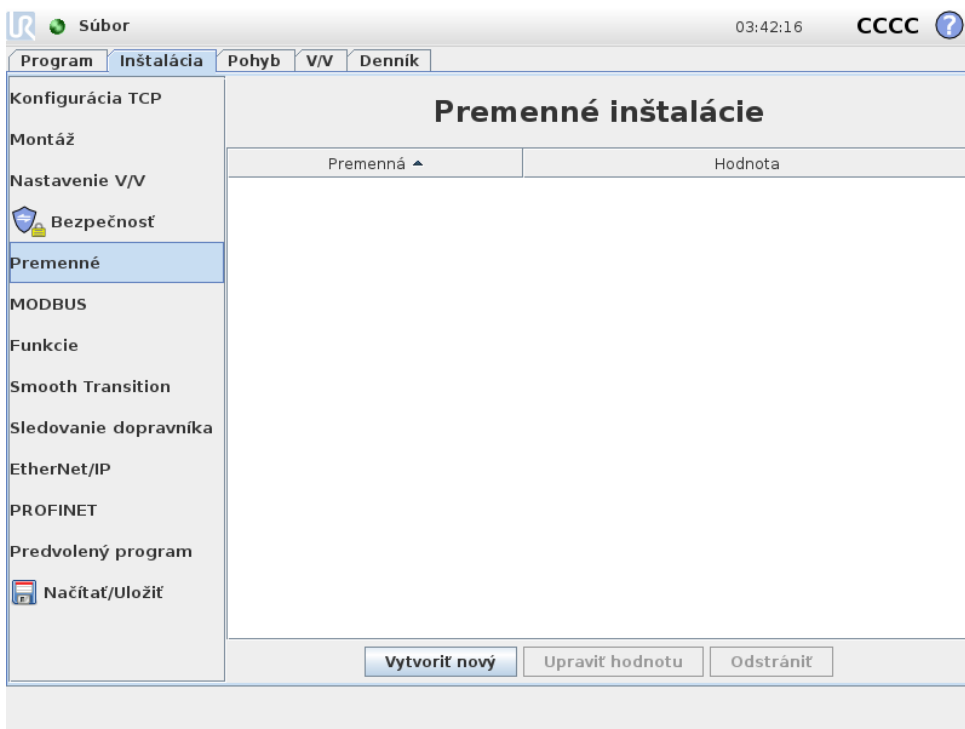 UR Súbor 03:42:16 CCCC ?
Program Inštalácia Pohyb V/V Denník
Konfigurácia TCP
Montáž
Nastavenie V/V
Bezpečnosť
Premenné
MODBUS
Funkcie
Smooth Transition
Sledovanie dopravníka
EtherNet/IP
PROFINET
Predvolený program
Načítať/Uložiť
Premenné inštalácie
Premenná Hodnota
Vytvoriť nový Upraviť hodnotu Odstrániť